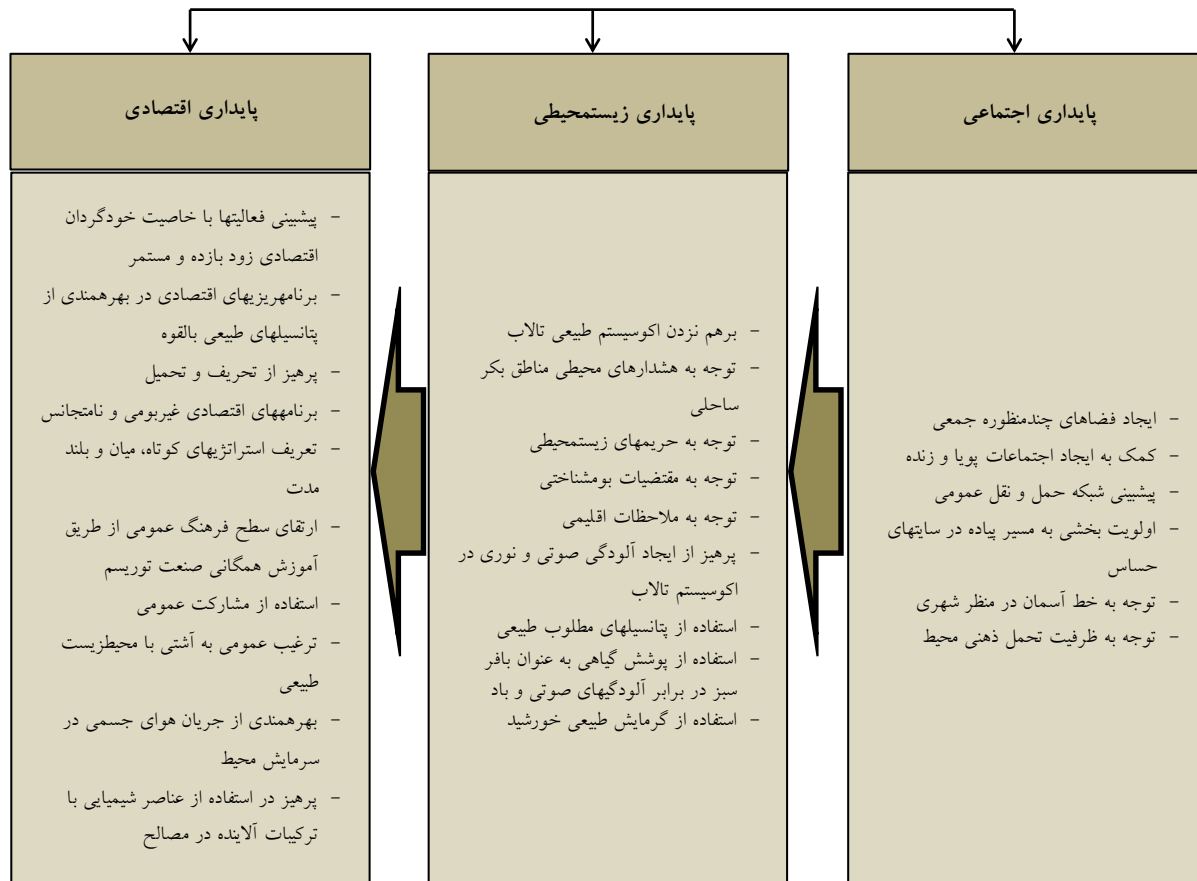 پایداری اجتماعی
- ایجاد فضاهای چندمنظوره جمعی
- کمک به ایجاد اجتماعات پویا و زنده
- پیشبینی شبکه حمل و نقل عمومی
- اولویت بخشی به مسیر پیاده در سایتهای
حساس
- توجه به خط آسمان در منظر شهری
- توجه به ظرفیت تحمل ذهنی محیط
پایداری زیستمحیطی
- برهم نزدن اکوسیستم طبیعی تالاب
- توجه به هشدارهای محیطی مناطق بکر
ساحلی
- توجه به حریمهای زیستمحیطی
- توجه به مقتضیات بومشناختی
- توجه به ملاحظات اقلیمی
- پرهیز از ایجاد آلودگی صوتی و نوری در
اکوسیستم تالاب
- استفاده از پتانسیلهای مطلوب طبیعی
- استفاده از پوشش گیاهی به عنوان بافر
سبز در برابر آلودگیهای صوتی و باد
- استفاده از گرمایش طبیعی خورشید
پایداری اقتصادی
- پیشبینی فعالیتها با خاصیت خودگردان
اقتصادی زود بازده و مستمر
- برنامهریزیهای اقتصادی در بهرهمندی از
پتانسیلهای طبیعی بالقوه
- پرهیز از تحریف و تحمیل
- برنامههای اقتصادی غیربومی و نامتجانس
- تعریف استراتژیهای کوتاه، میان و بلند
مدت
- ارتقای سطح فرهنگ عمومی از طریق
آموزش همگانی صنعت توریسم
- استفاده از مشارکت عمومی
- ترغیب عمومی به آشتی با محیطزیست
طبیعی
- بهرهمندی از جریان هوای جسمی در
سرمایش محیط
- پرهیز در استفاده از عناصر شیمیایی با
ترکیبات آلاینده در مصالح